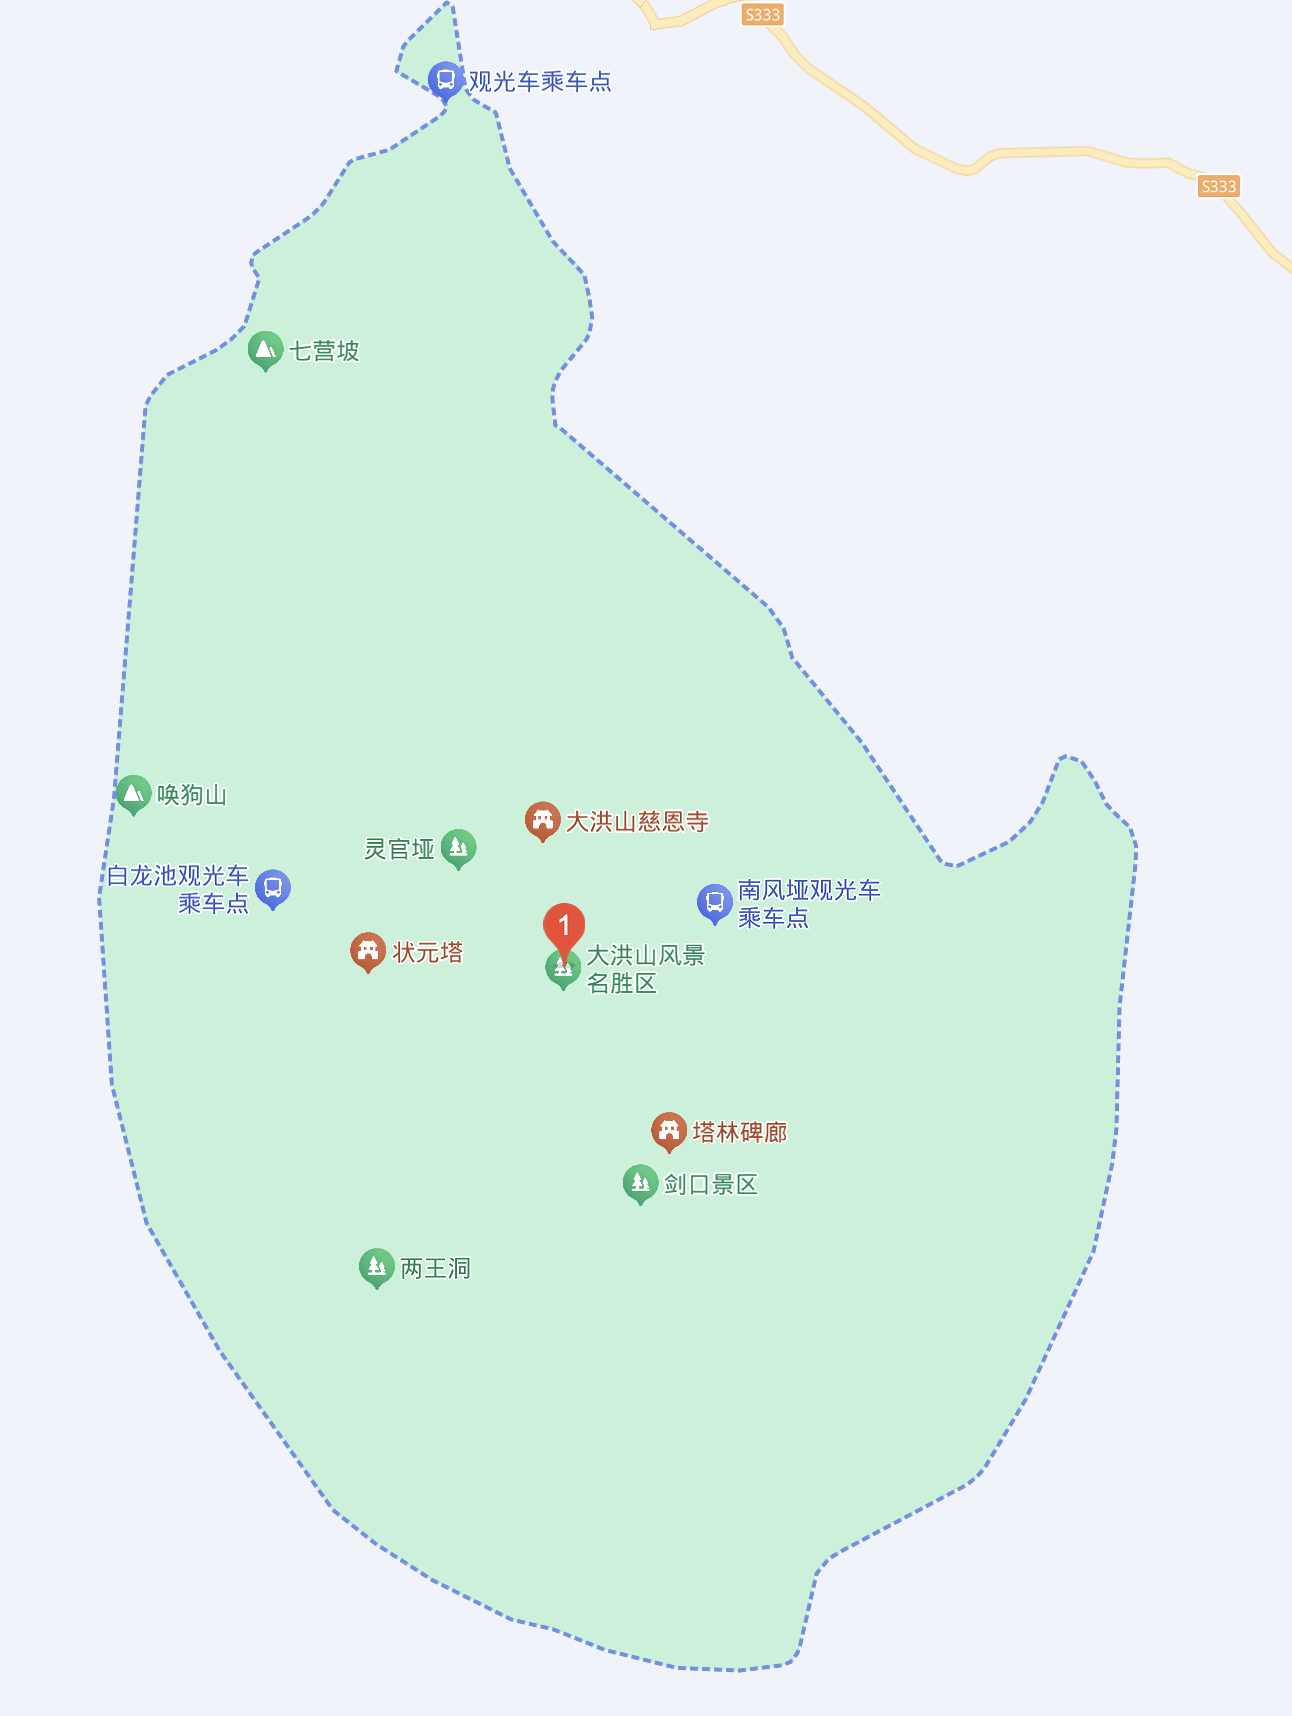 S333
观光车乘车点
S333
七营坡
唤狗山
大洪山慈恩寺
灵官垭
白龙池观光车
乘车点
南风垭观光车
乘车点
1
状元塔
大洪山风景
名胜区
塔林碑廊
剑口景区
两王洞